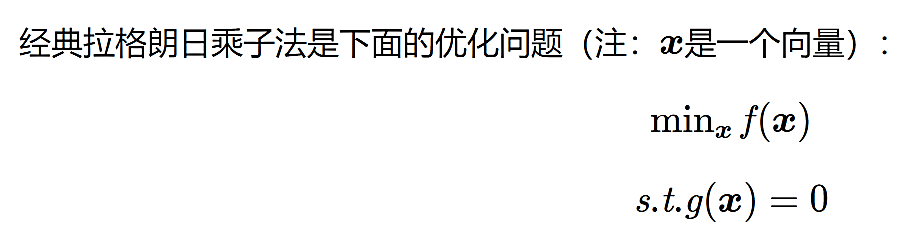 经典拉格朗日乘子法是下面的优化问题（注：x是一个向量）：
minₓ f(x)
s.t.g(x) = 0